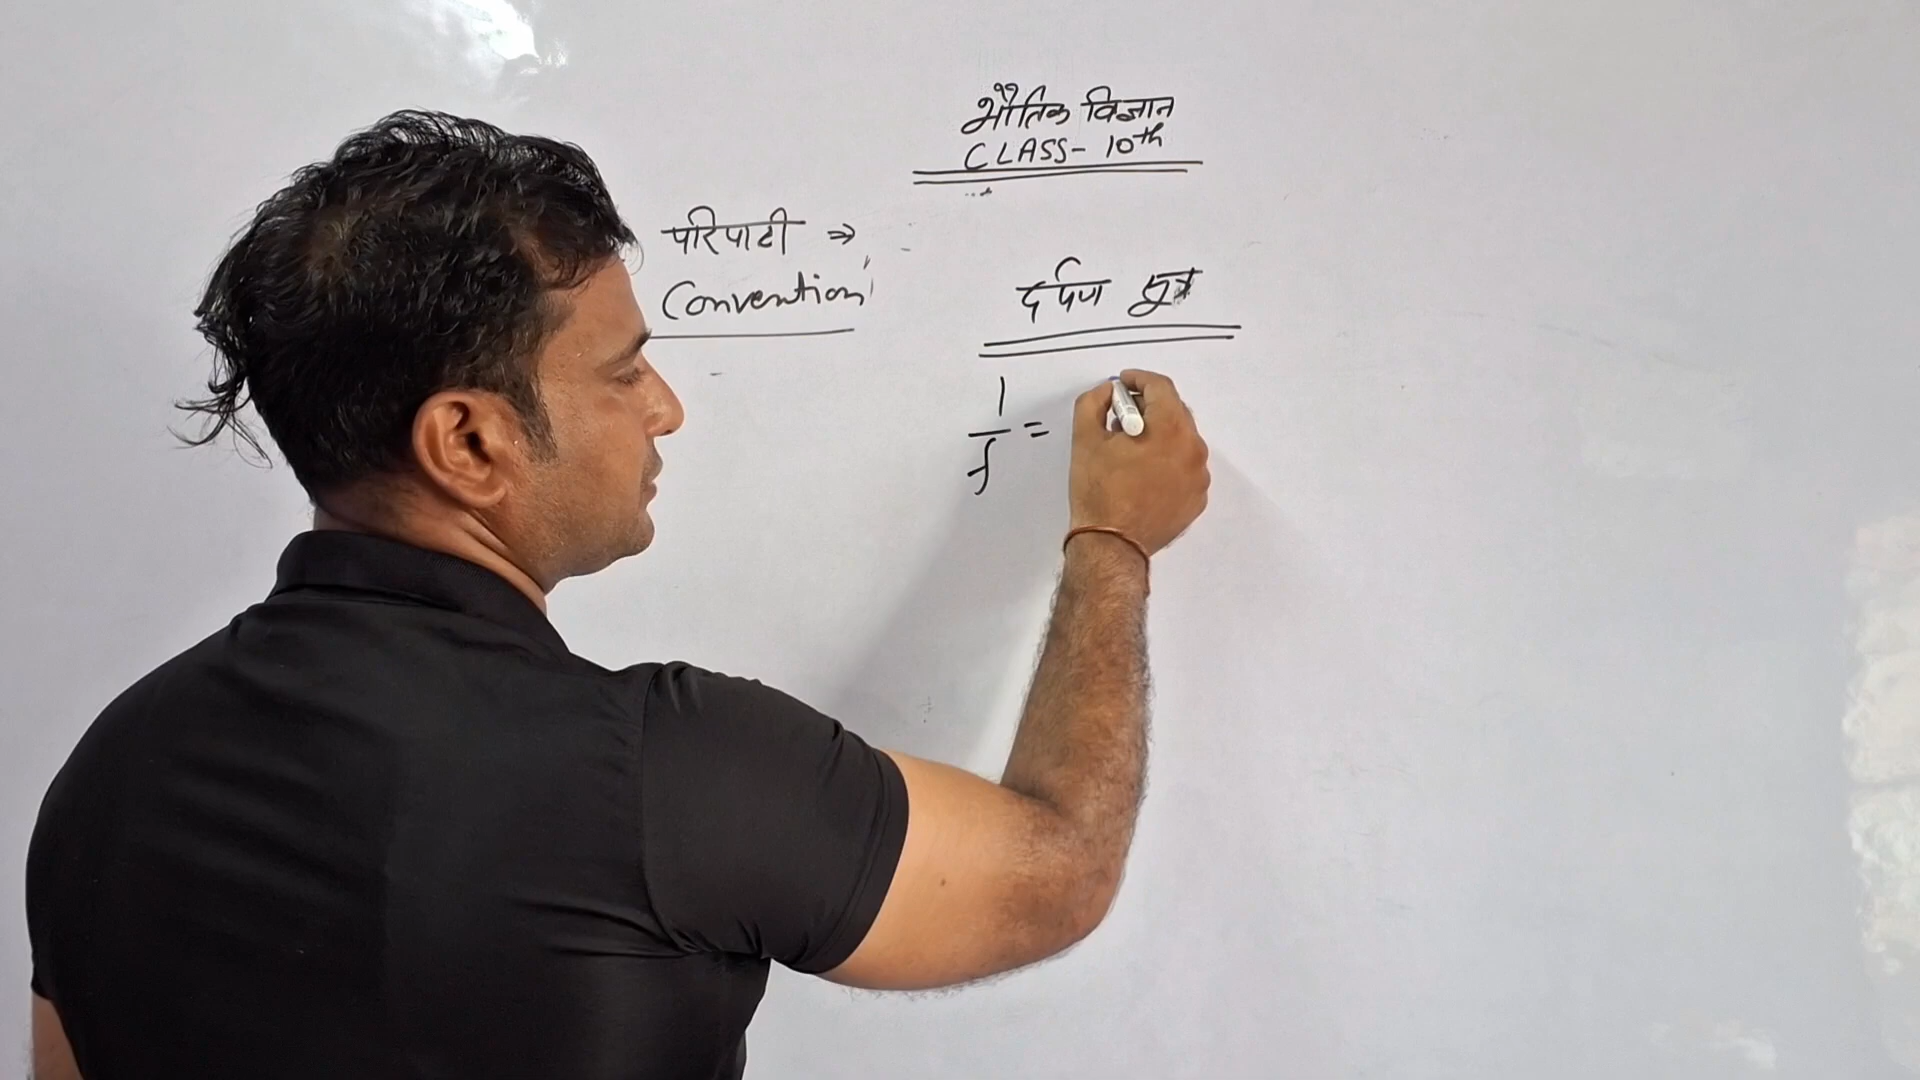 भौतिक विज्ञान
CLASS- 10th
परिपाटी ⇒
Convention
दर्पण सूत्र
1/f =